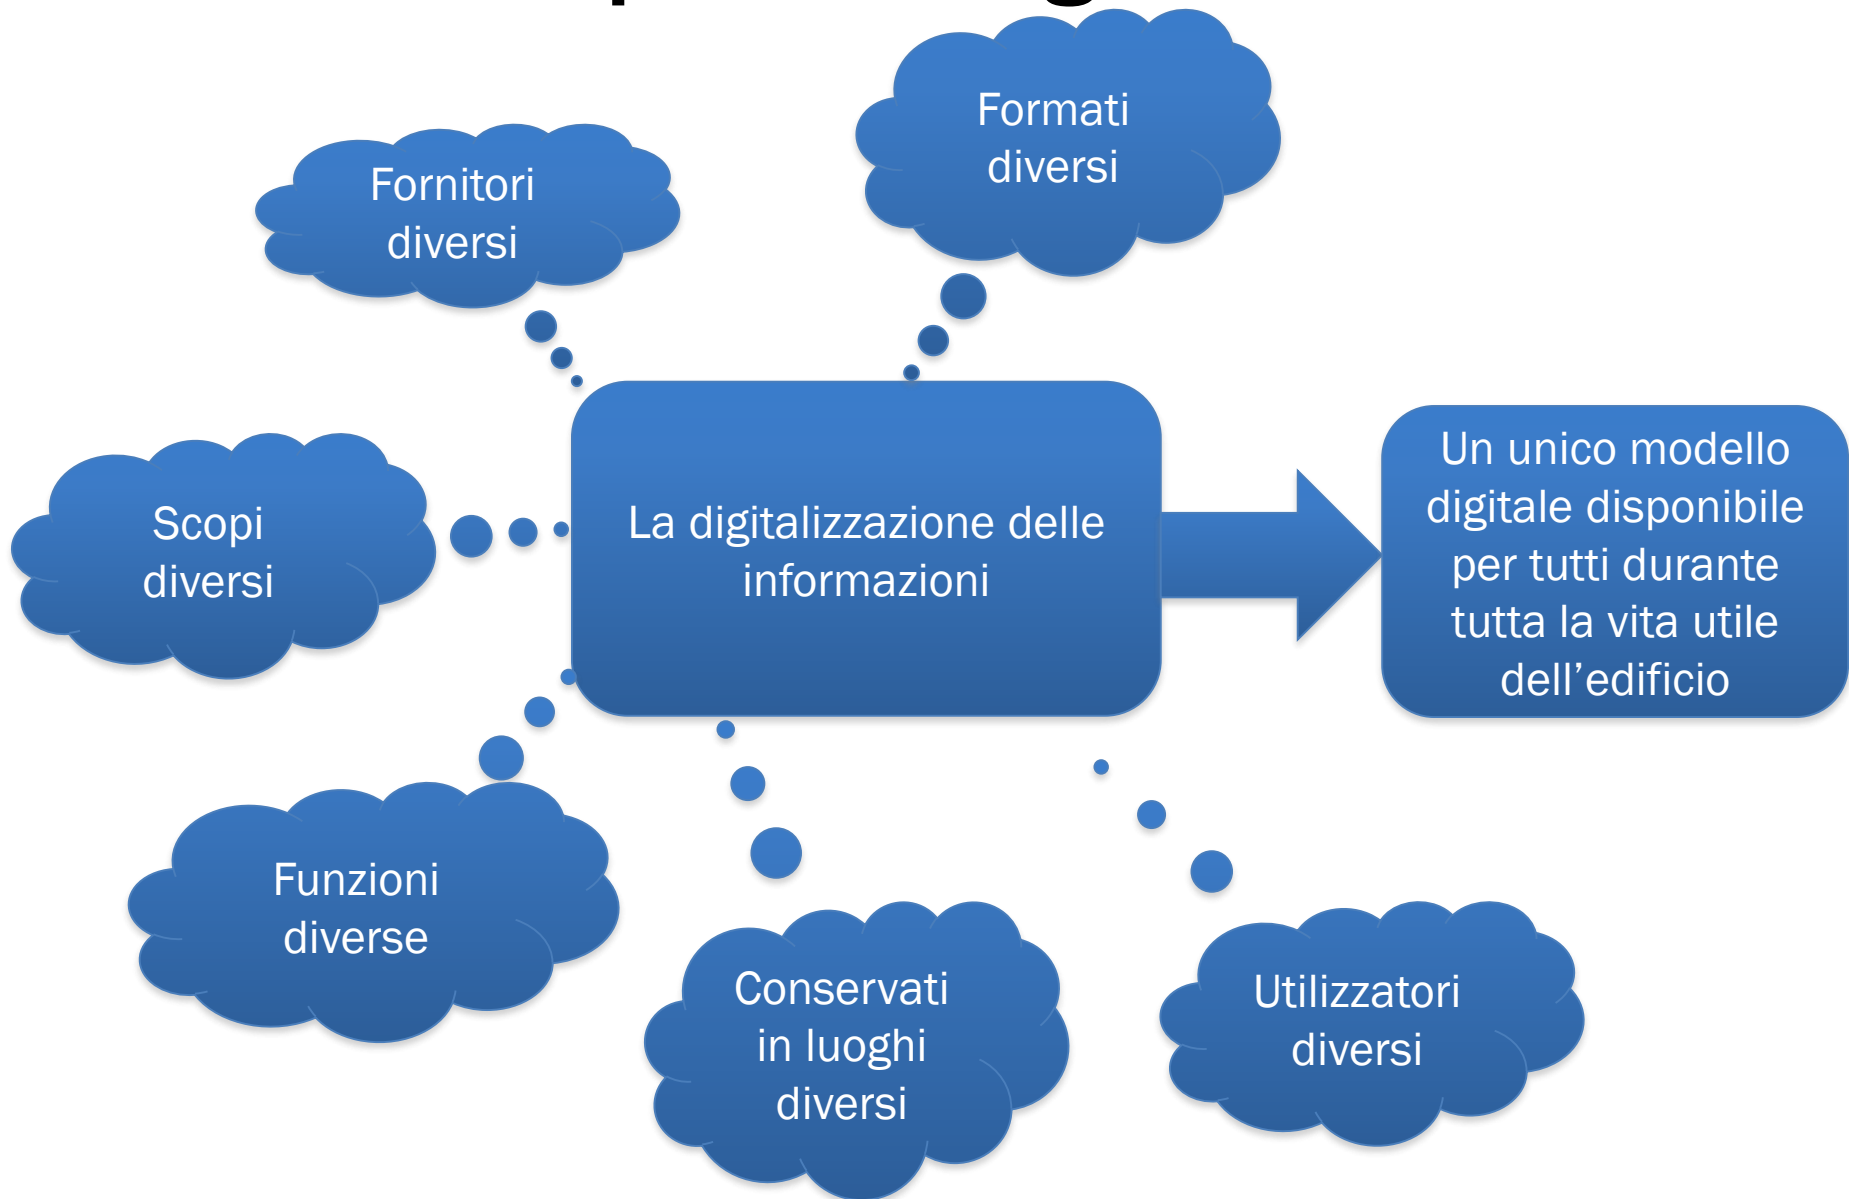 Formati
diversi
Fornitori
diversi
Scopi
diversi
La digitalizzazione delle
informazioni
Un unico modello
digitale disponibile
per tutti durante
tutta la vita utile
dell’edificio
Funzioni
diverse
Conservati
in luoghi
diversi
Utilizzatori
diversi